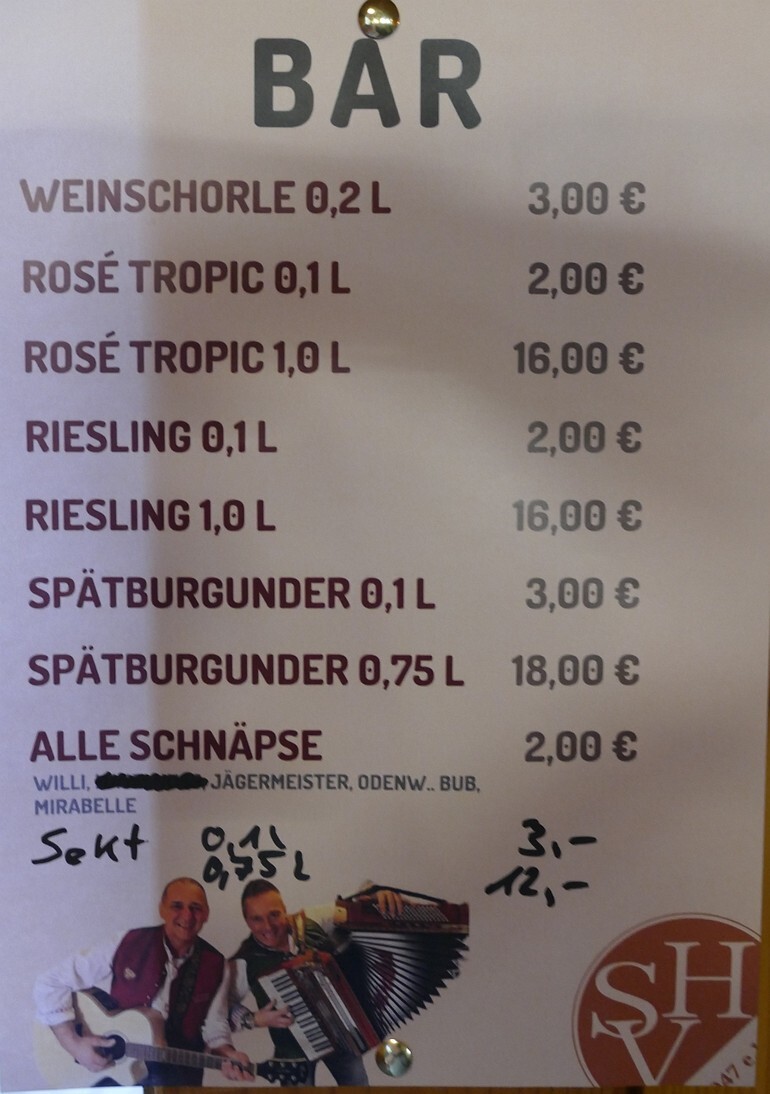 BAR
WEINSCHORLE 0,2 L 3,00 €
ROSÉ TROPIC 0,1 L 2,00 €
ROSÉ TROPIC 1,0 L 16,00 €
RIESLING 0,1 L 2,00 €
RIESLING 1,0 L 16,00 €
SPÄTBURGUNDER 0,1 L 3,00 €
SPÄTBURGUNDER 0,75 L 18,00 €
ALLE SCHNÄPSE 2,00 €
WILLI, JÄGERMEISTER, ODENW.. BUB,
MIRABELLE
Sekt 0,1 L 3,-
0,75 L 12,-
SHV